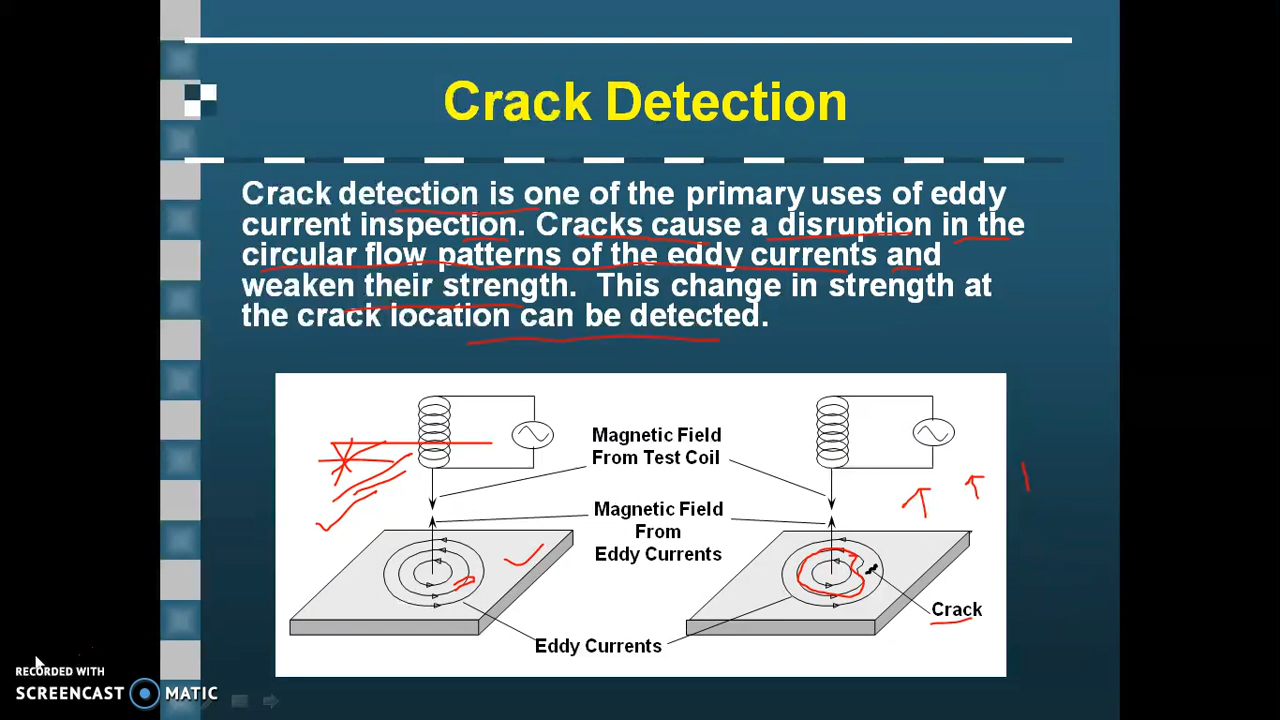 Crack Detection
Crack detection is one of the primary uses of eddy
current inspection. Cracks cause a disruption in the
circular flow patterns of the eddy currents and
weaken their strength.  This change in strength at
the crack location can be detected.
Magnetic Field
From Test Coil
Magnetic Field
From
Eddy Currents
Crack
Eddy Currents
RECORDED WITH
SCREENCAST MATIC